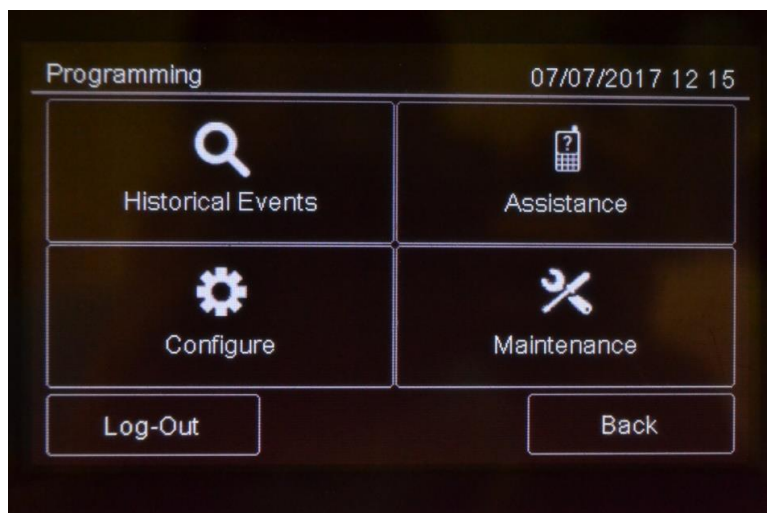 Programming 07/07/2017 12 15
Historical Events
?
Assistance
Configure
Maintenance
Log-Out
Back